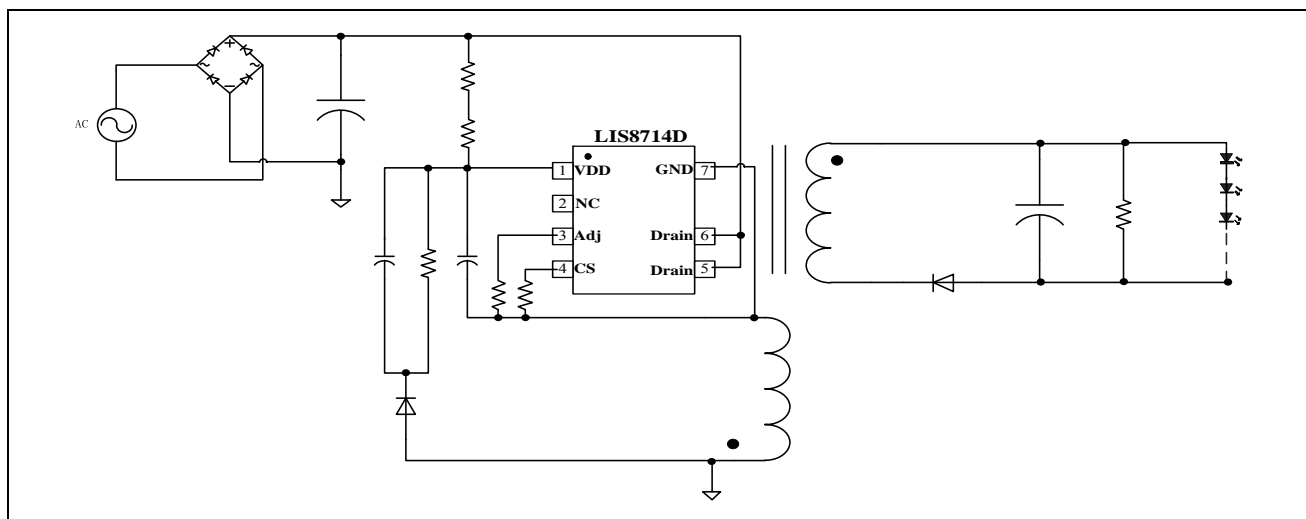 AC
LIS8714D
1 VDD
GND 7
2 NC
3 Adj
Drain 6
4 CS
Drain 5